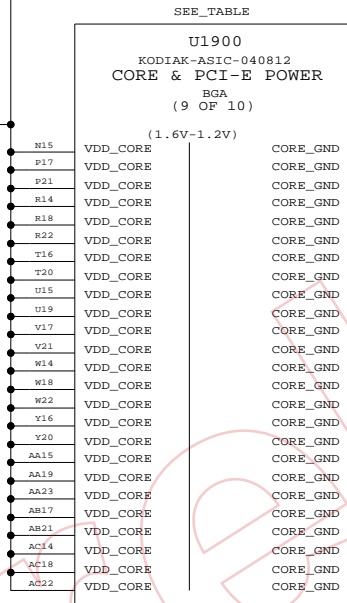 SEE_TABLE
U1900
KODIAK-ASIC-040812
CORE & PCI-E POWER
BGA
(9 OF 10)
(1.6V-1.2V)
N15 VDD_CORE CORE_GND
P17 VDD_CORE CORE_GND
P21 VDD_CORE CORE_GND
R14 VDD_CORE CORE_GND
R18 VDD_CORE CORE_GND
R22 VDD_CORE CORE_GND
T16 VDD_CORE CORE_GND
T20 VDD_CORE CORE_GND
U15 VDD_CORE CORE_GND
U19 VDD_CORE CORE_GND
V17 VDD_CORE CORE_GND
V21 VDD_CORE CORE_GND
W14 VDD_CORE CORE_GND
W18 VDD_CORE CORE_GND
W22 VDD_CORE CORE_GND
Y16 VDD_CORE CORE_GND
Y20 VDD_CORE CORE_GND
AA15 VDD_CORE CORE_GND
AA19 VDD_CORE CORE_GND
AA23 VDD_CORE CORE_GND
AB17 VDD_CORE CORE_GND
AB21 VDD_CORE CORE_GND
AC14 VDD_CORE CORE_GND
AC18 VDD_CORE CORE_GND
AC22 VDD_CORE CORE_GND